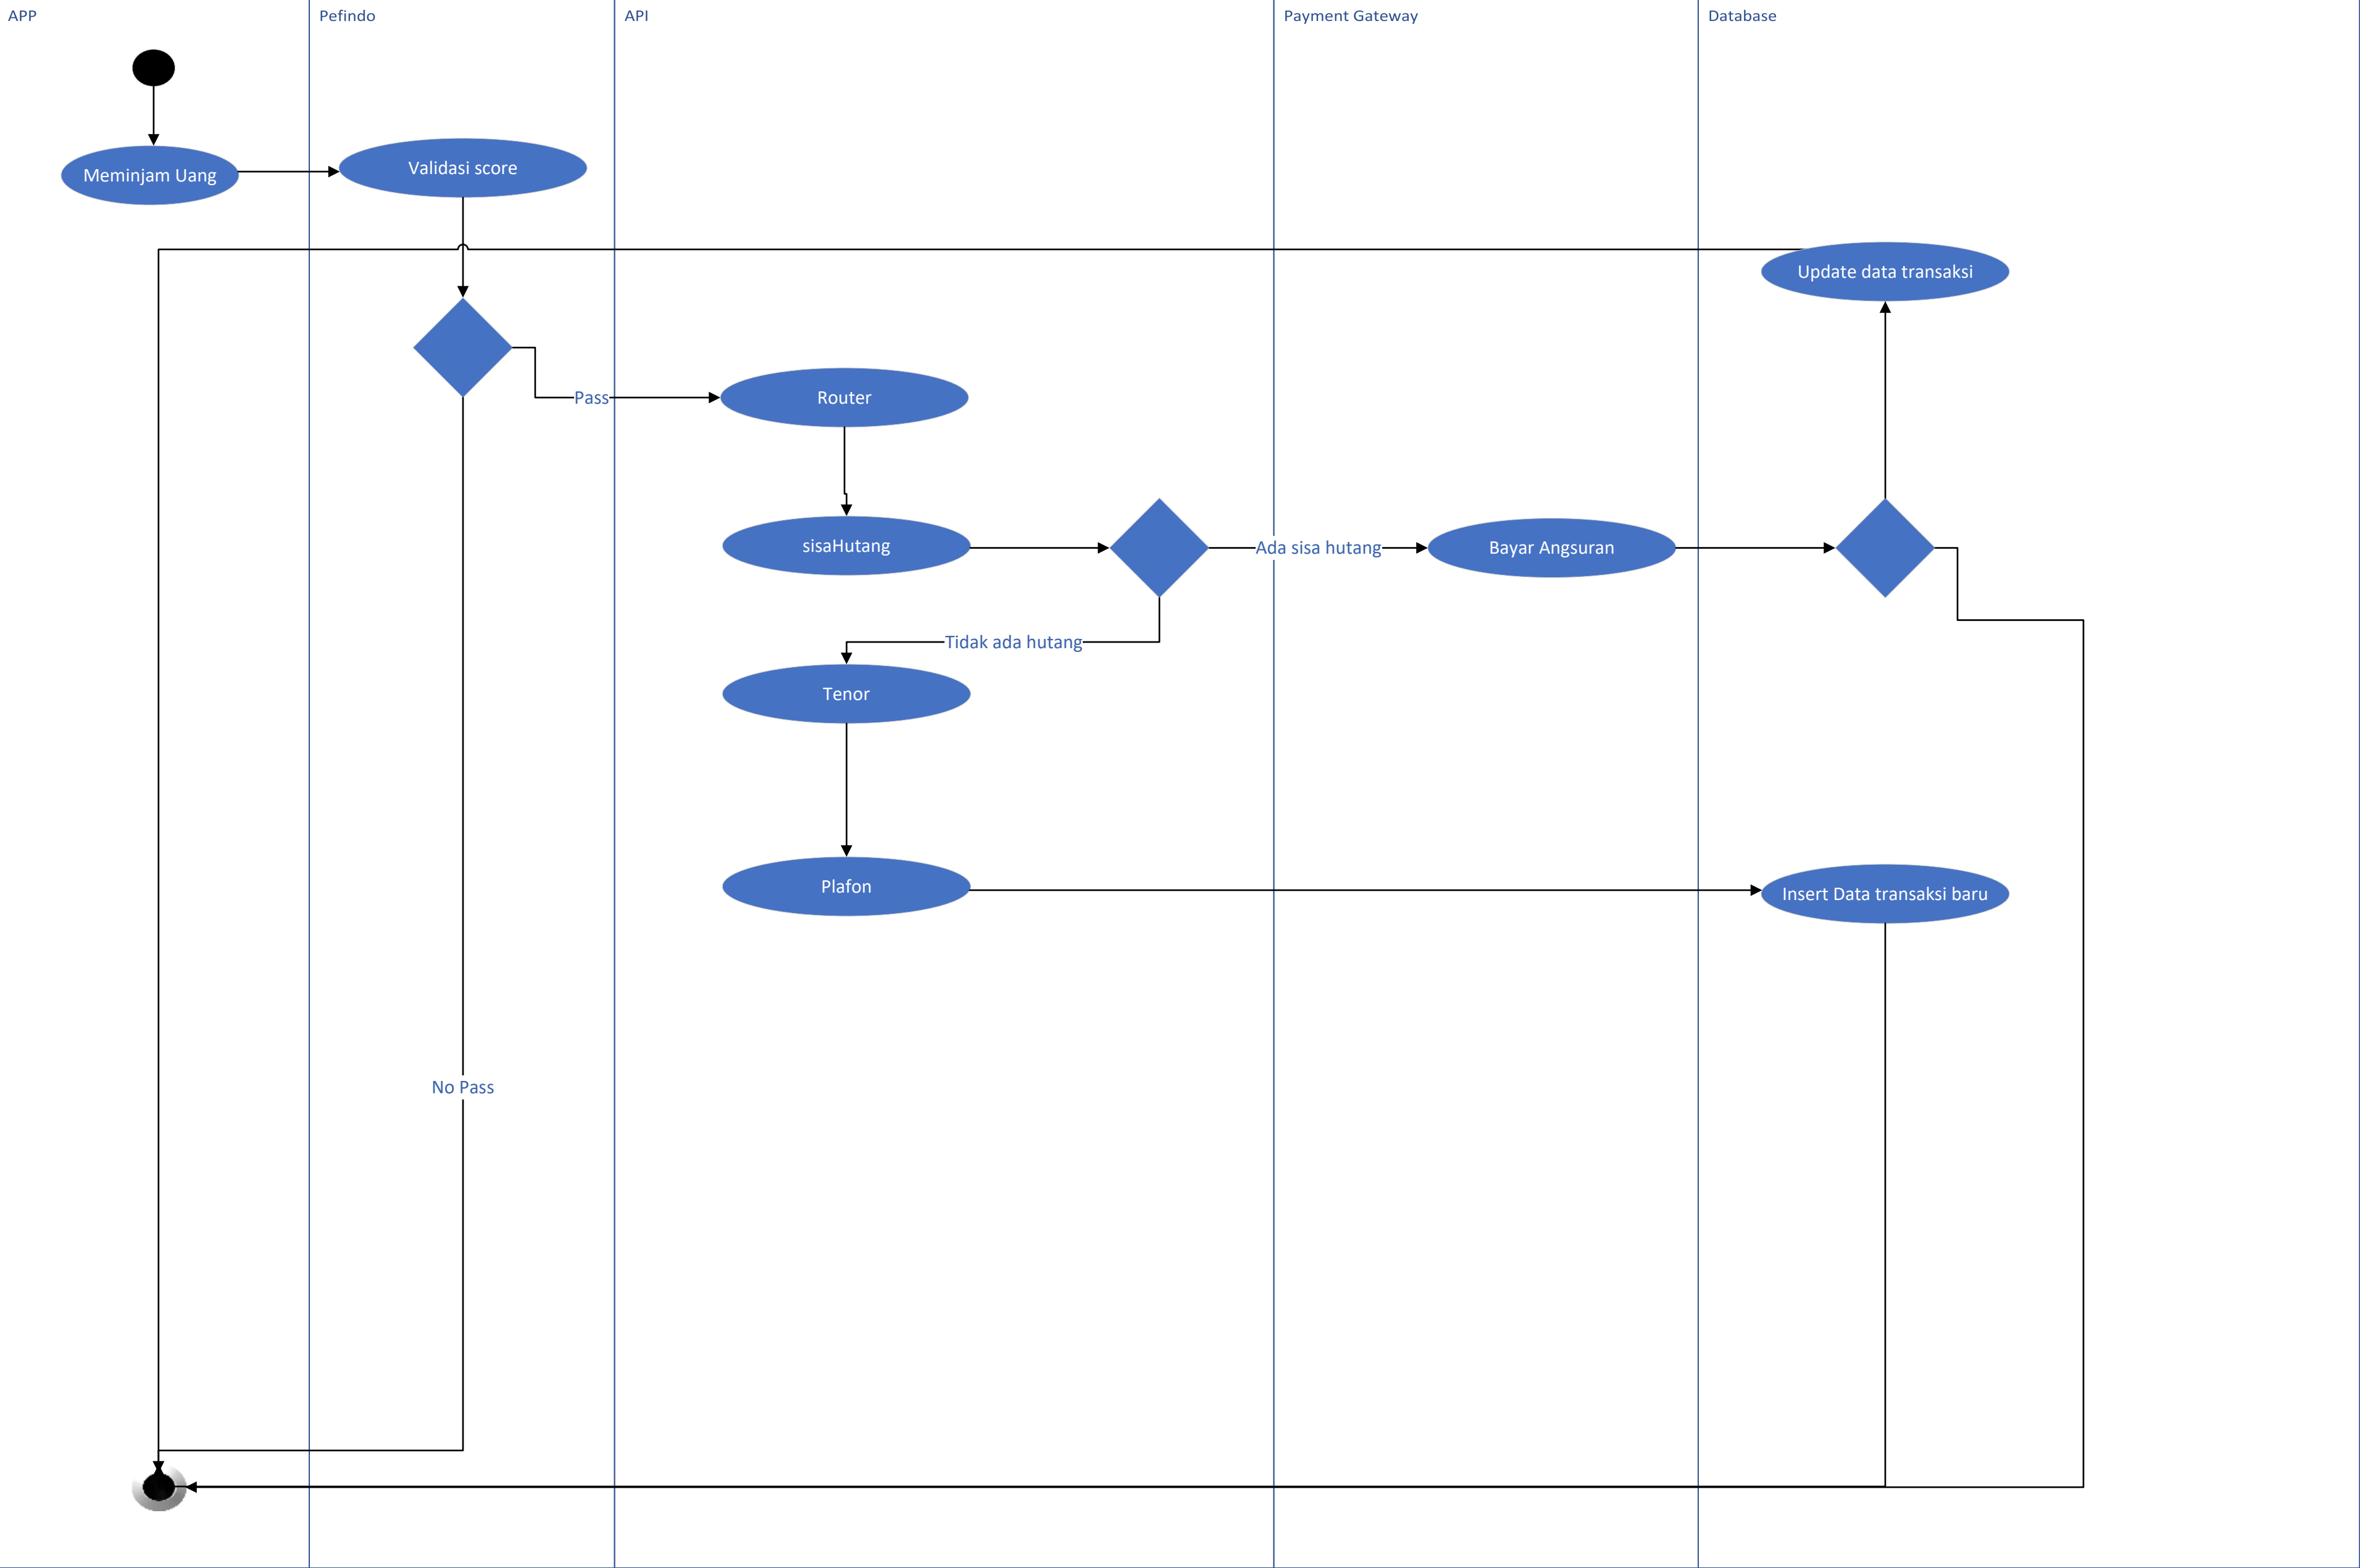 APP
Pefindo
API
Payment Gateway
Database
Meminjam Uang
Validasi score
Update data transaksi
Pass
Router
sisaHutang
Ada sisa hutang
Bayar Angsuran
Tidak ada hutang
Tenor
Plafon
Insert Data transaksi baru
No Pass